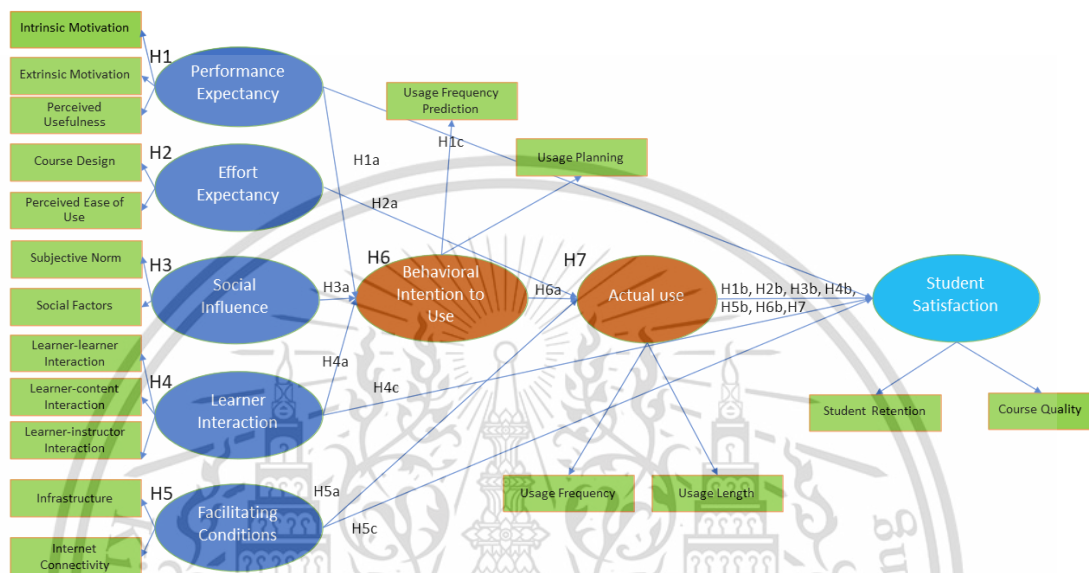 Intrinsic Motivation
Extrinsic Motivation
Perceived
Usefulness
H1
Performance
Expectancy
Usage Frequency
Prediction
H1c
Usage Planning
H1a
Course Design
Perceived Ease of
Use
H2
Effort
Expectancy
H2a
Subjective Norm
Social Factors
H3
Social
Influence
H3a
H6
Behavioral
Intention to
Use
H6a
H7
Actual use
H1b, H2b, H3b, H4b,
H5b, H6b,H7
Student
Satisfaction
Learner-learner
Interaction
Learner-content
Interaction
Learner-instructor
Interaction
H4
Learner
Interaction
H4a
H4c
Student Retention
Course Quality
Infrastructure
Internet
Connectivity
H5
Facilitating
Conditions
H5a
H5c
Usage Frequency
Usage Length